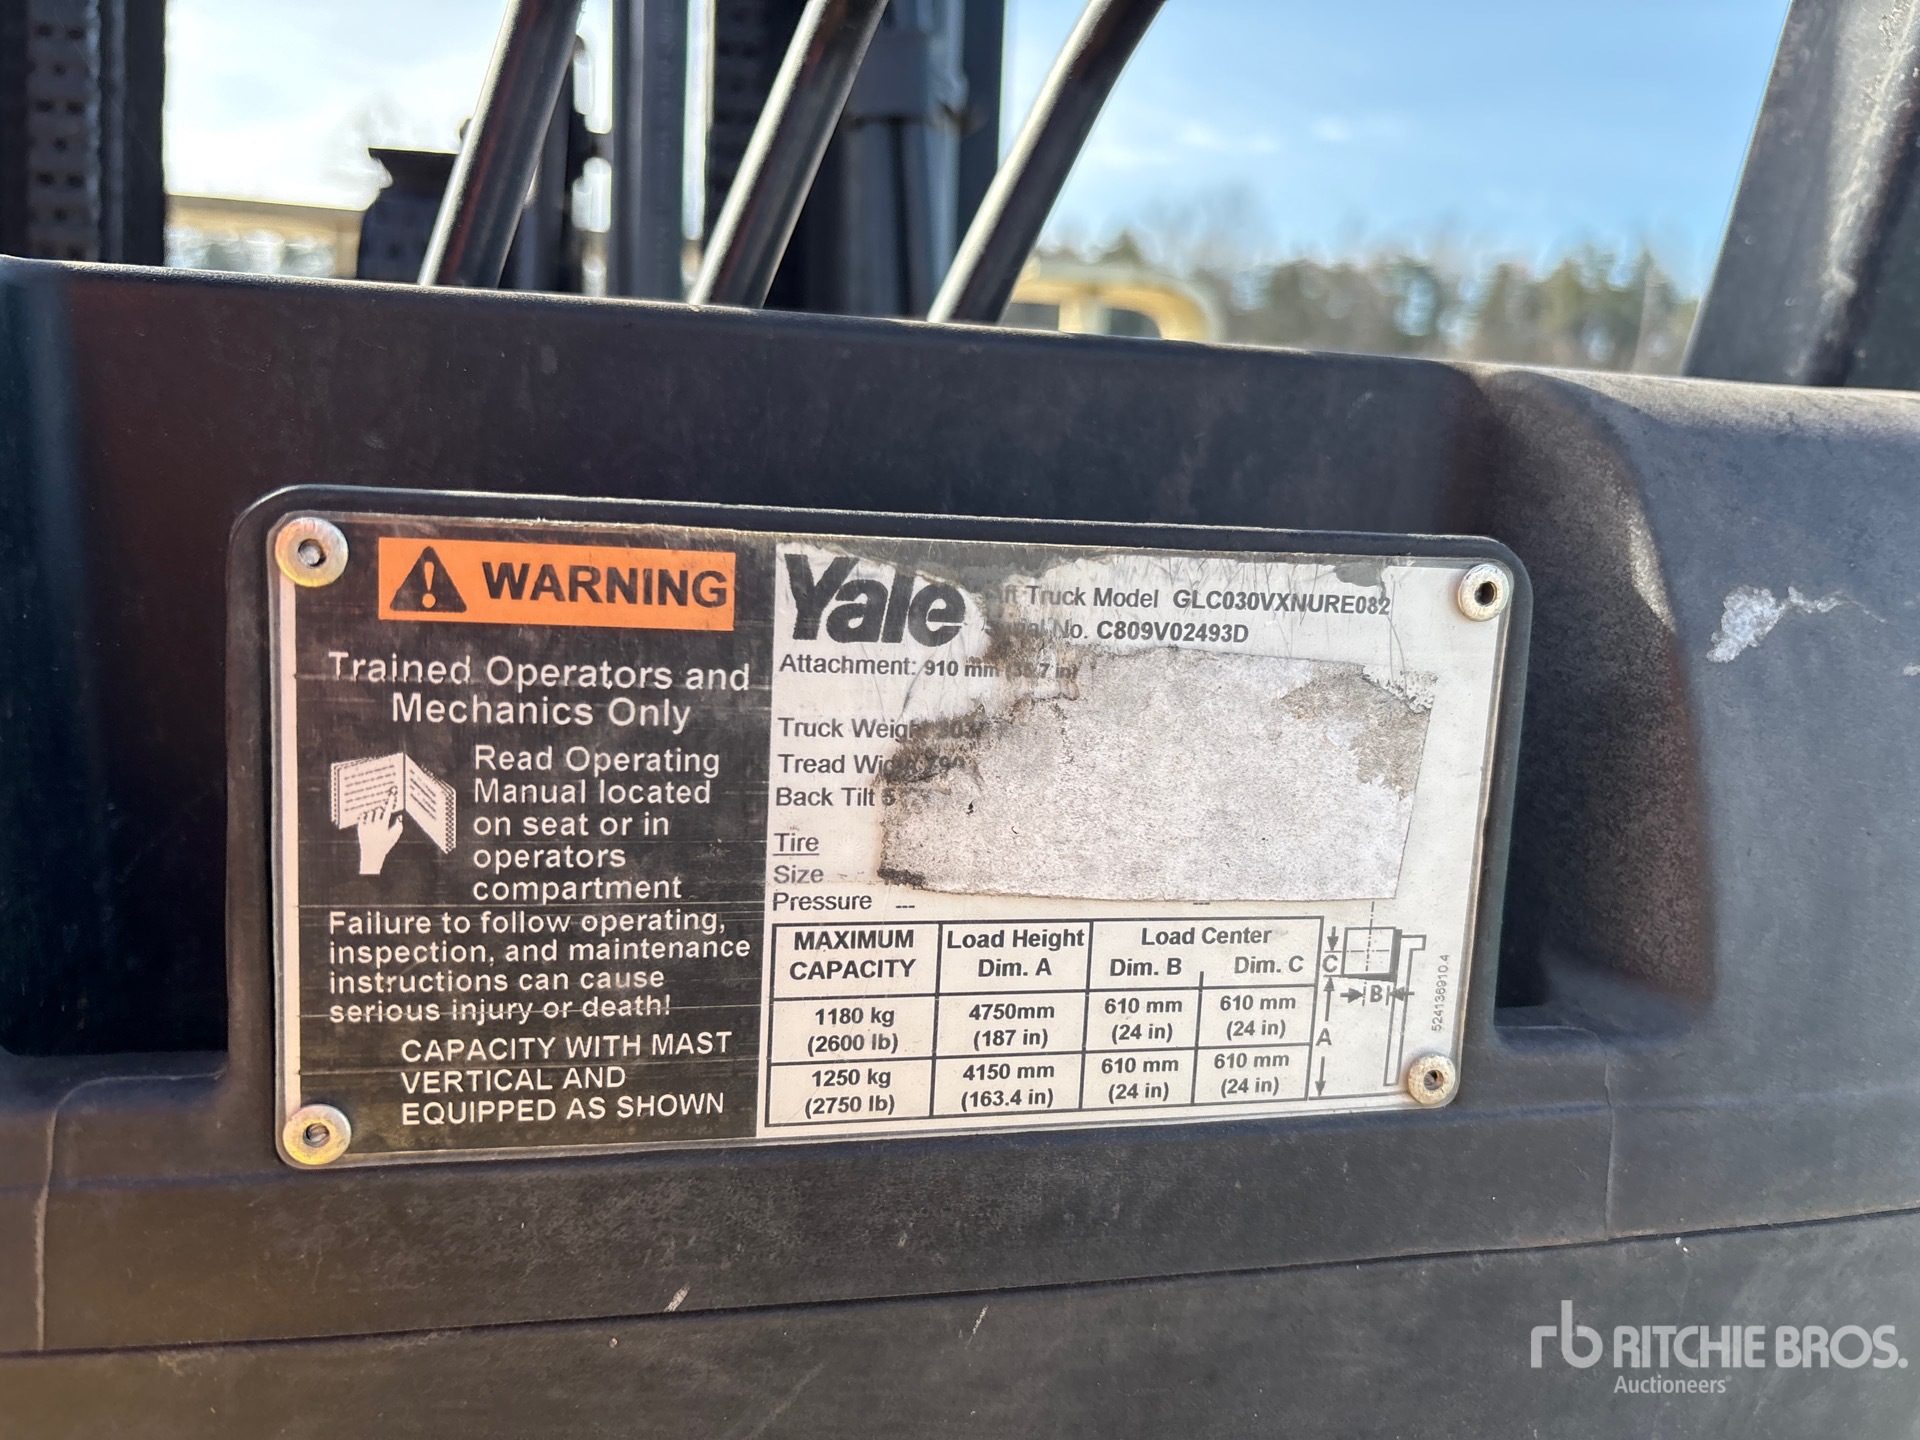 WARNING
Trained Operators and
Mechanics Only
Read Operating
Manual located
on seat or in
operators
compartment
Failure to follow operating,
inspection, and maintenance
instructions can cause
serious injury or death!
CAPACITY WITH MAST
VERTICAL AND
EQUIPPED AS SHOWN
Yale
Truck Model GLC030VXNURE082
No. C809V02493D
Attachment: 910 mm
Truck Weight
Tread Width
Back Tilt 5
Tire
Size
Pressure --- ---
MAXIMUM CAPACITY Load Height Dim. A Load Center Dim. B Dim. C
1180 kg (2600 lb) 4750mm (187 in) 610 mm (24 in) 610 mm (24 in)
1250 kg (2750 lb) 4150 mm (163.4 in) 610 mm (24 in) 610 mm (24 in)
C
B
A
524136910.4
rb RITCHIE BROS.
Auctioneers